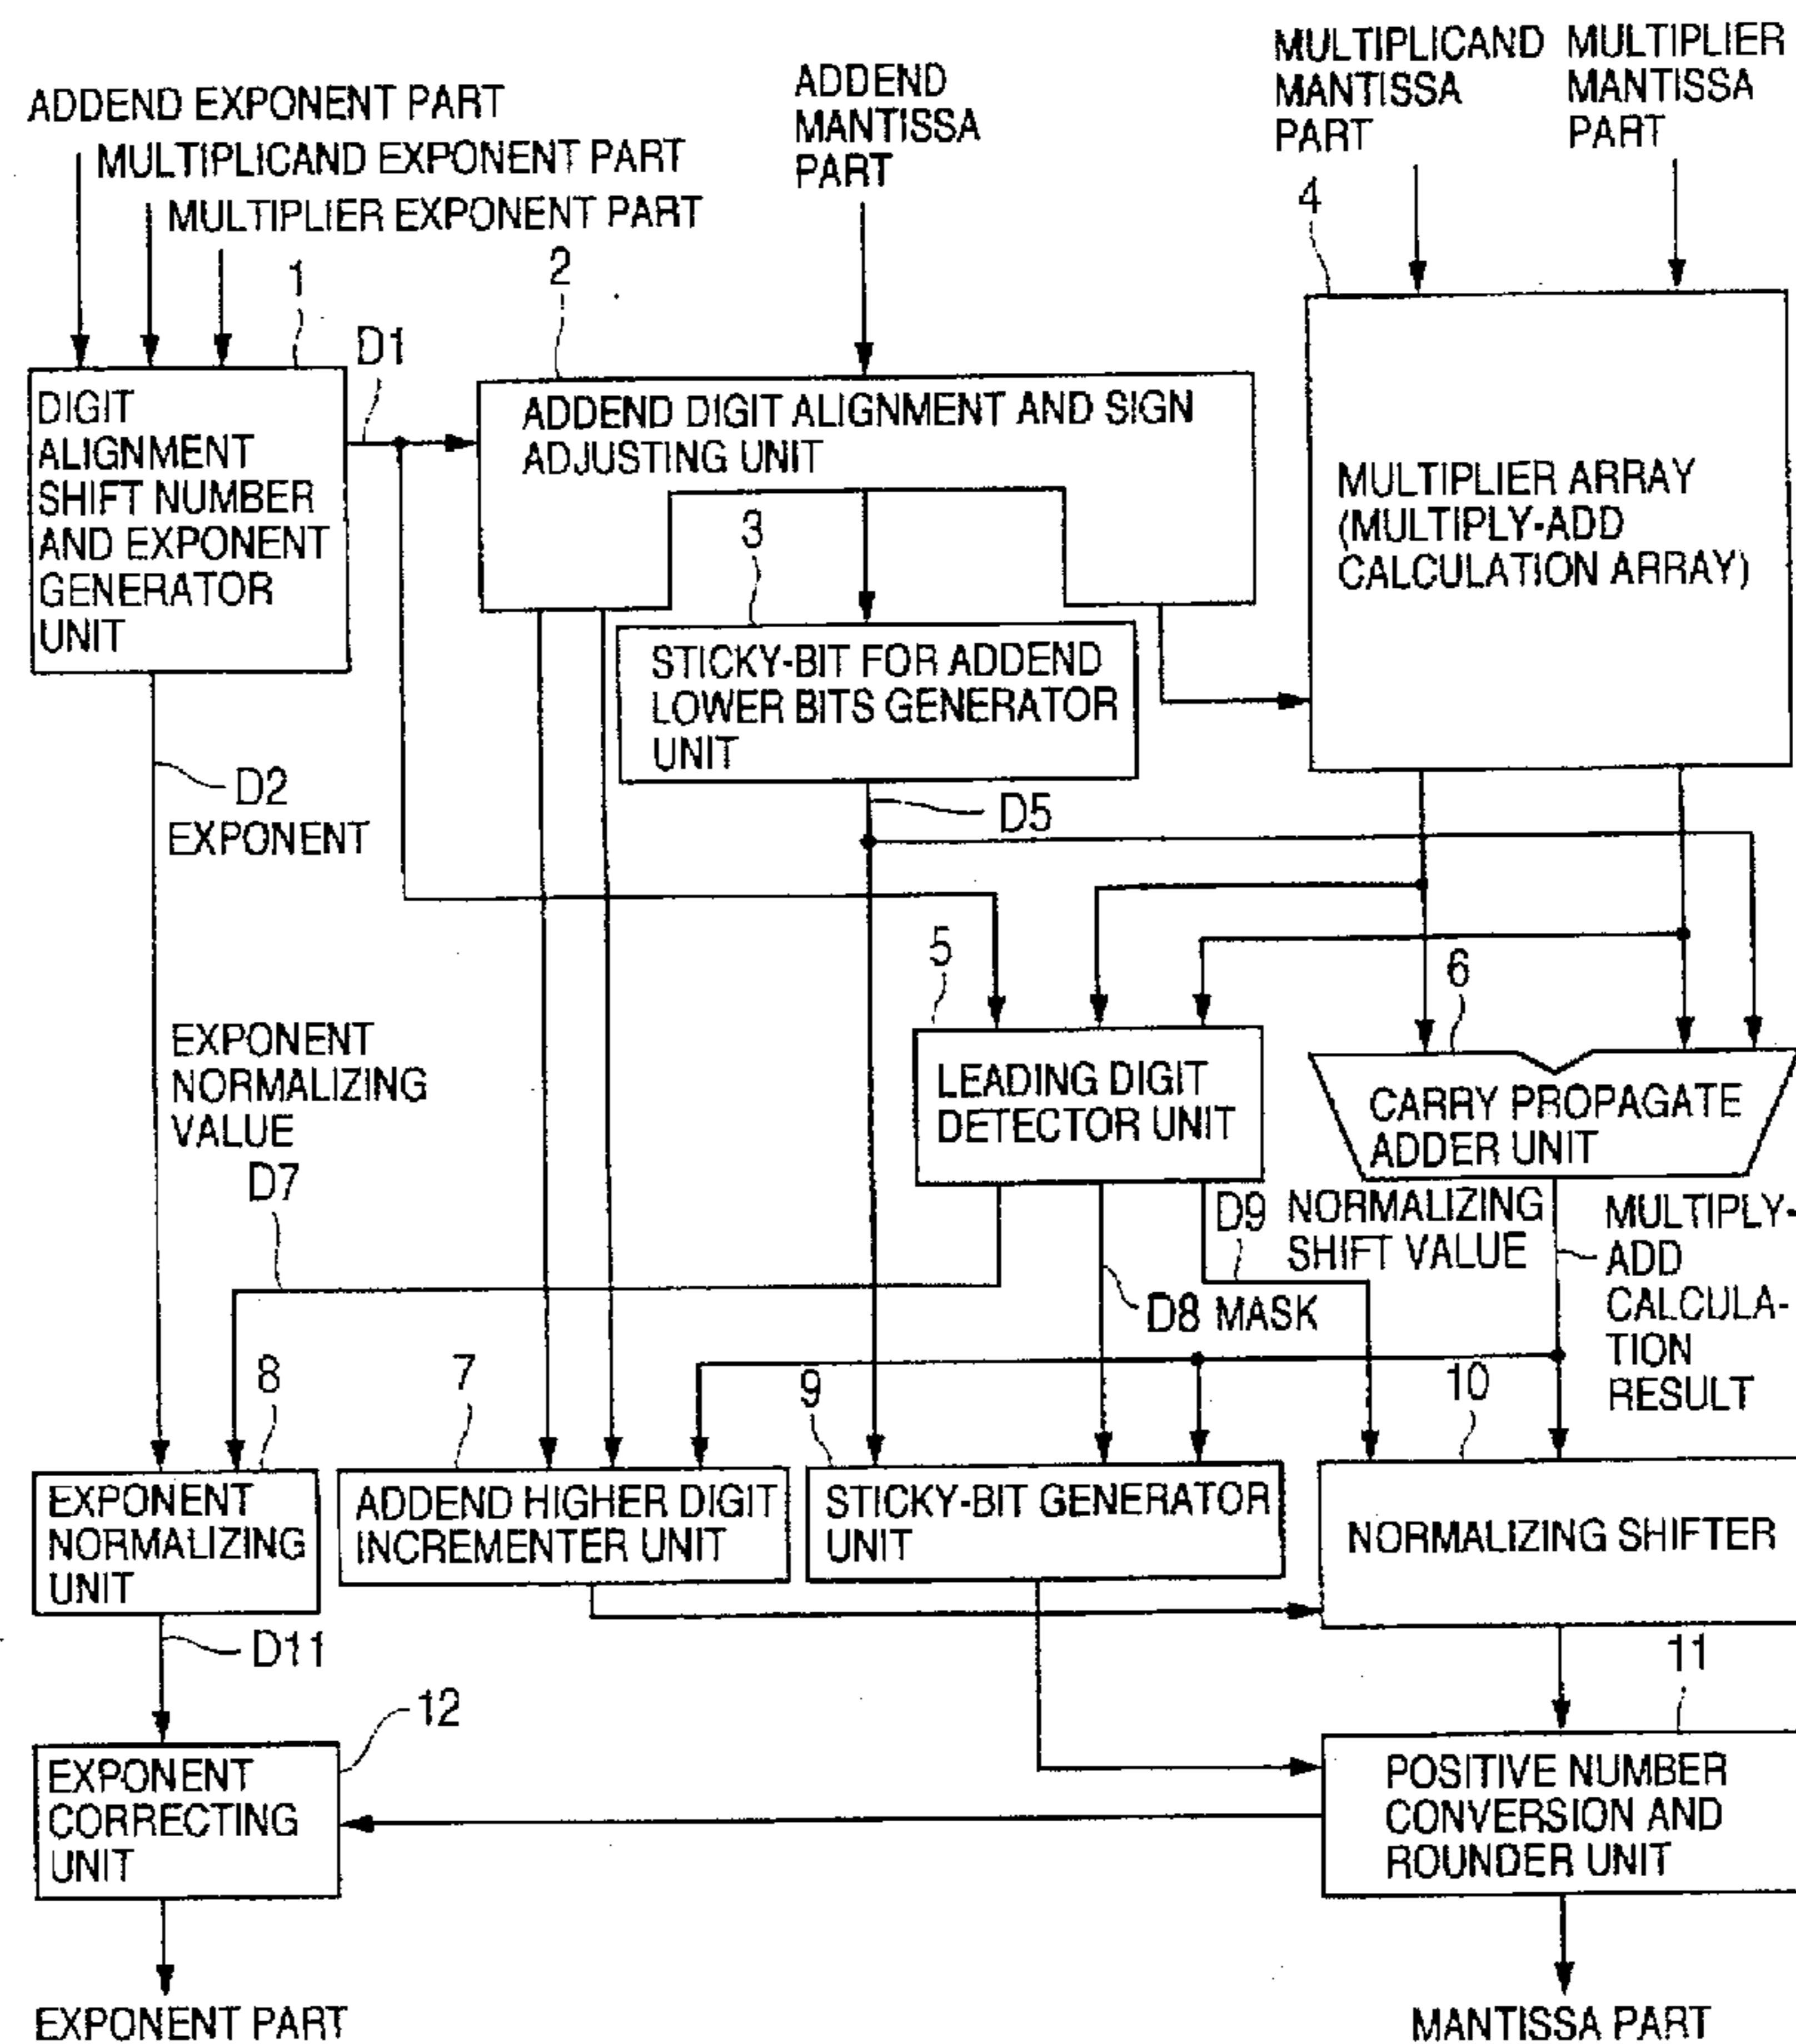 MULTIPLICAND
MANTISSA
PART
MULTIPLIER
MANTISSA
PART
ADDEND
MANTISSA
PART
ADDEND EXPONENT PART
MULTIPLICAND EXPONENT PART
MULTIPLIER EXPONENT PART
1
2
4
D1
DIGIT
ALIGNMENT
SHIFT NUMBER
AND EXPONENT
GENERATOR
UNIT
ADDEND DIGIT ALIGNMENT AND SIGN
ADJUSTING UNIT
MULTIPLIER ARRAY
(MULTIPLY-ADD
CALCULATION ARRAY)
3
STICKY-BIT FOR ADDEND
LOWER BITS GENERATOR
UNIT
D2
EXPONENT
D5
5
6
LEADING DIGIT
DETECTOR UNIT
CARRY PROPAGATE
ADDER UNIT
EXPONENT
NORMALIZING
VALUE
D7
D9 NORMALIZING
SHIFT VALUE
D8 MASK
MULTIPLY-
ADD
CALCULA-
TION
RESULT
8
7
9
10
EXPONENT
NORMALIZING
UNIT
ADDEND HIGHER DIGIT
INCREMENTER UNIT
STICKY-BIT GENERATOR
UNIT
NORMALIZING SHIFTER
D11
12
11
EXPONENT
CORRECTING
UNIT
POSITIVE NUMBER
CONVERSION AND
ROUNDER UNIT
EXPONENT PART
MANTISSA PART